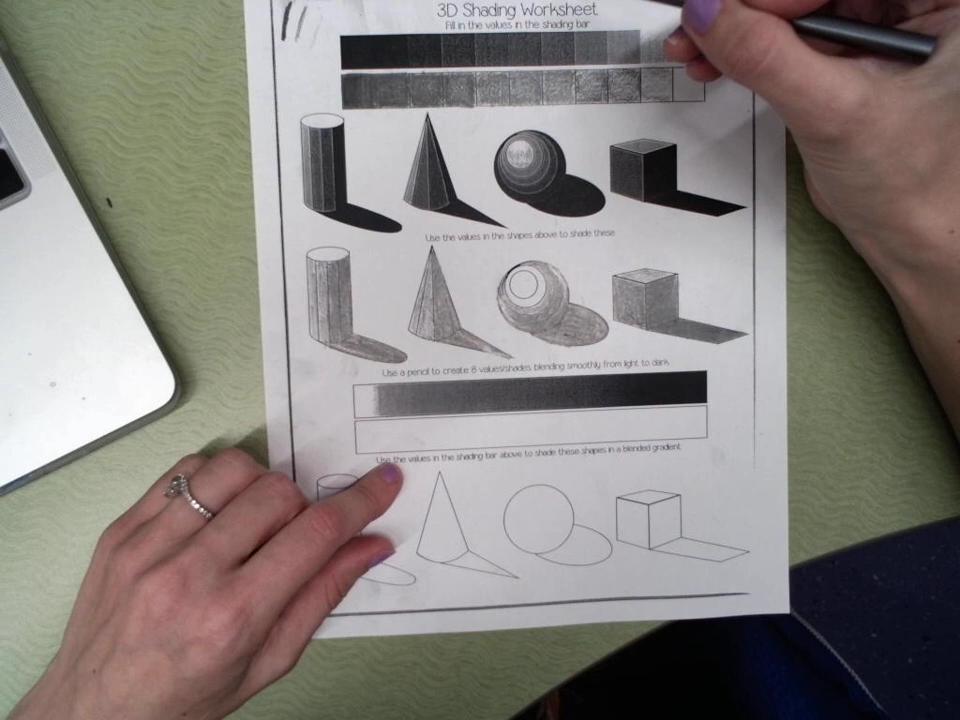 3D Shading Worksheet
Fill in the values in the shading bar
Use the values in the shapes above to shade these
Use a pencil to create 8 values/shades blending smoothly from light to dark
Use the values in the shading bar above to shade these shapes in a blended gradient